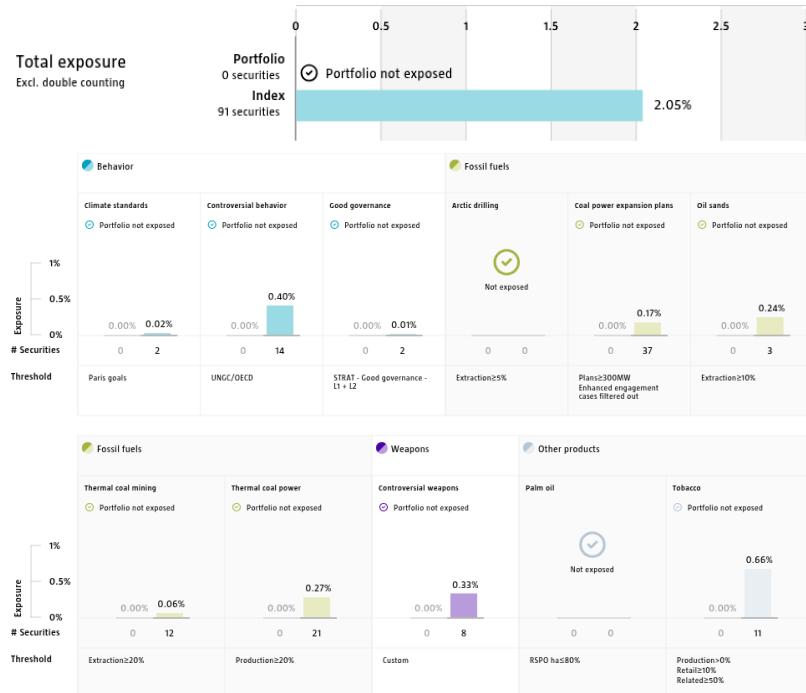 0 0.5 1 1.5 2 2.5 3
Total exposure
Excl. double counting
Portfolio
0 securities
Portfolio not exposed
Index
91 securities
2.05%
Behavior
Fossil fuels
Climate standards
Controversial behavior
Good governance
Arctic drilling
Coal power expansion plans
Oil sands
Portfolio not exposed
Portfolio not exposed
Portfolio not exposed
Not exposed
Portfolio not exposed
Portfolio not exposed
Exposure
1%
0.5%
0%
0.00% 0.02%
0.00% 0.40%
0.00% 0.01%
0.00% 0.17%
0.00% 0.24%
# Securities 0 2 0 14 0 2 0 0 0 37 0 3
Threshold
Paris goals
UNGC/OECD
STRAT - Good governance -
L1 + L2
Extraction≥5%
Plans≥300MW
Enhanced engagement
cases filtered out
Extraction≥10%
Fossil fuels
Weapons
Other products
Thermal coal mining
Thermal coal power
Controversial weapons
Palm oil
Tobacco
Portfolio not exposed
Portfolio not exposed
Portfolio not exposed
Not exposed
Portfolio not exposed
Exposure
1%
0.5%
0%
0.00% 0.06%
0.00% 0.27%
0.00% 0.33%
0.00% 0.66%
# Securities 0 12 0 21 0 8 0 0 0 11
Threshold
Extraction≥20%
Production≥20%
Custom
RSPO ha≤80%
Production>0%
Retail≥10%
Related≥50%